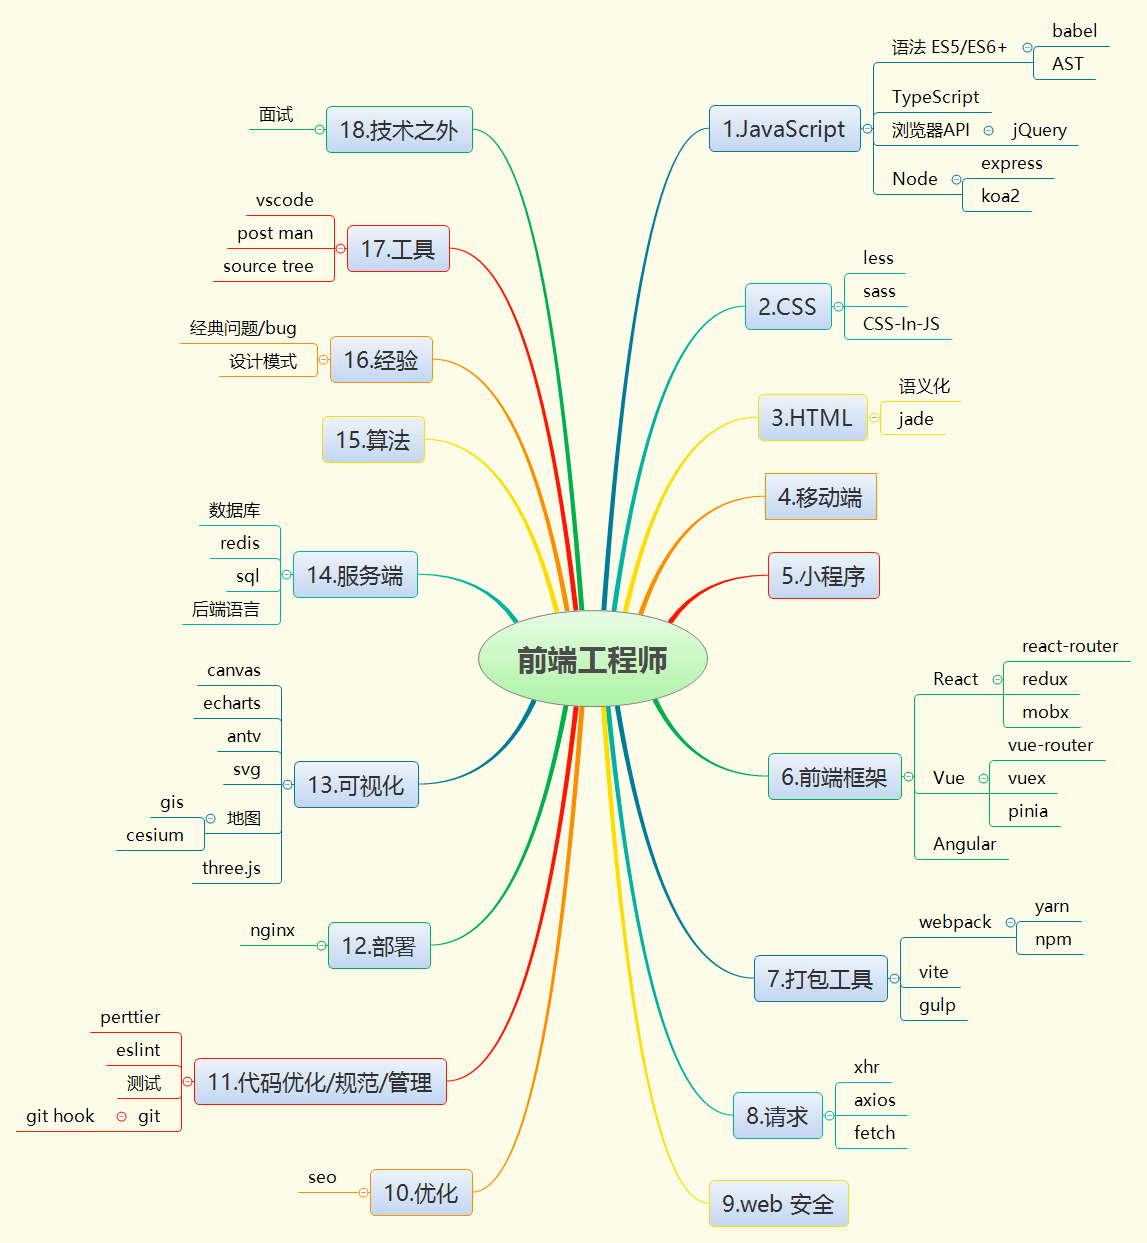 前端工程师
1.JavaScript
语法 ES5/ES6+
babel
AST
TypeScript
浏览器API
jQuery
Node
express
koa2
2.CSS
less
sass
CSS-In-JS
3.HTML
语义化
jade
4.移动端
5.小程序
6.前端框架
React
react-router
redux
mobx
Vue
vue-router
vuex
pinia
Angular
7.打包工具
webpack
yarn
npm
vite
gulp
8.请求
xhr
axios
fetch
9.web 安全
10.优化
seo
11.代码优化/规范/管理
perttier
eslint
测试
git
git hook
12.部署
nginx
13.可视化
canvas
echarts
antv
svg
地图
gis
cesium
three.js
14.服务端
数据库
redis
sql
后端语言
15.算法
16.经验
经典问题/bug
设计模式
17.工具
vscode
post man
source tree
18.技术之外
面试